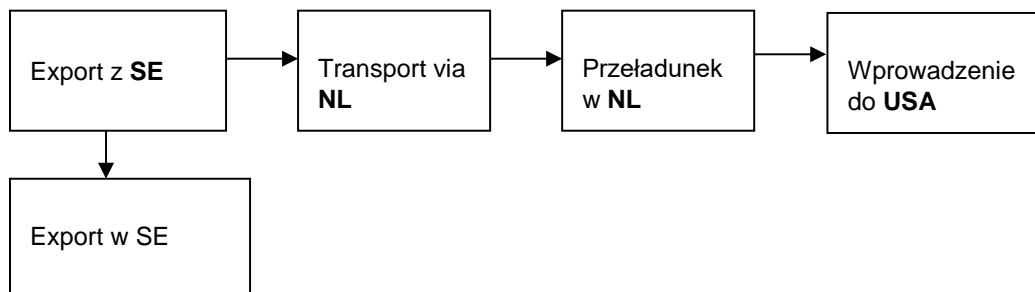 Export z SE
Transport via
NL
Przeładunek
w NL
Wprowadzenie
do USA
Export w SE